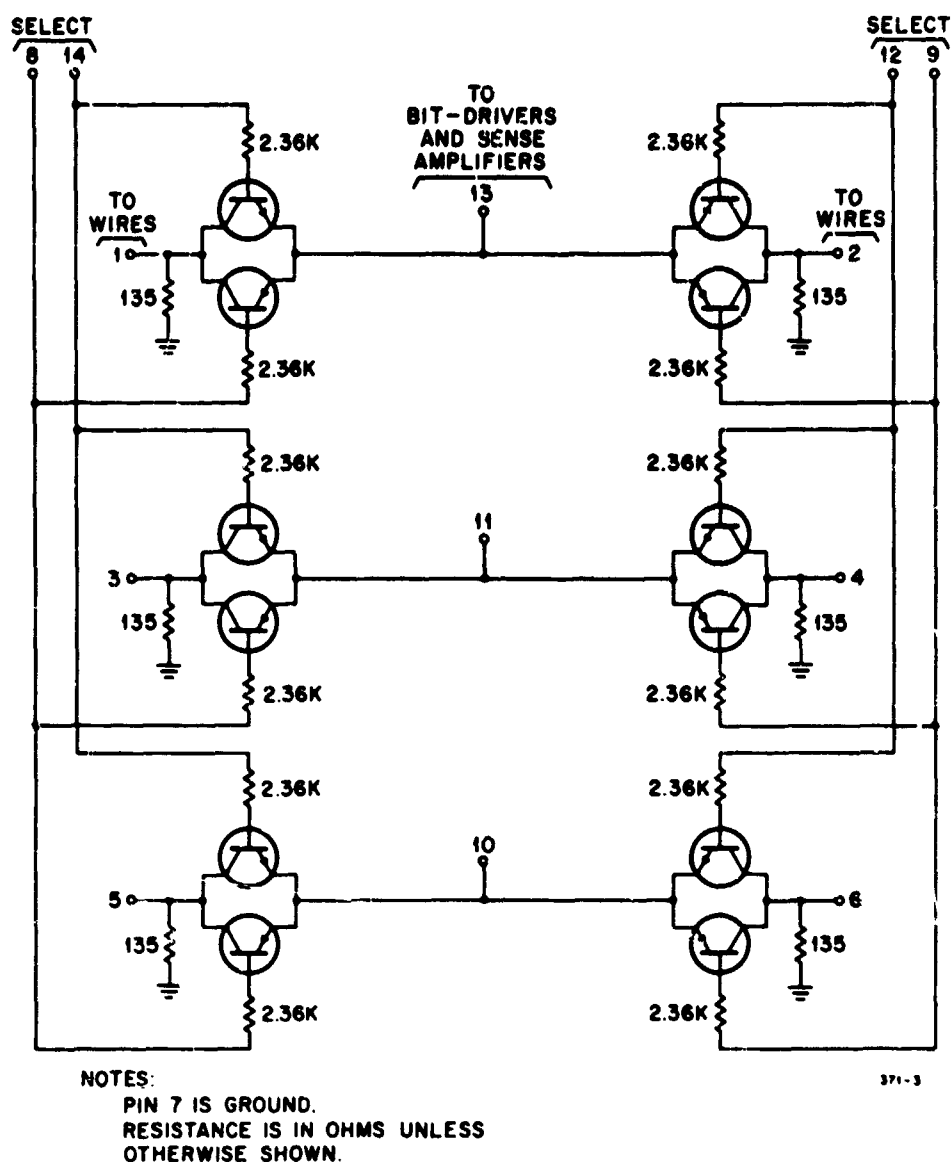 SELECT
8 14
SELECT
12 9
TO
BIT-DRIVERS
AND SENSE
AMPLIFIERS
13
2.36K
2.36K
TO
WIRES
1
TO
WIRES
2
135
135
2.36K
2.36K
2.36K
2.36K
11
3
4
135
135
2.36K
2.36K
2.36K
2.36K
10
5
6
135
135
2.36K
2.36K
NOTES:
371-3
PIN 7 IS GROUND.
RESISTANCE IS IN OHMS UNLESS
OTHERWISE SHOWN.